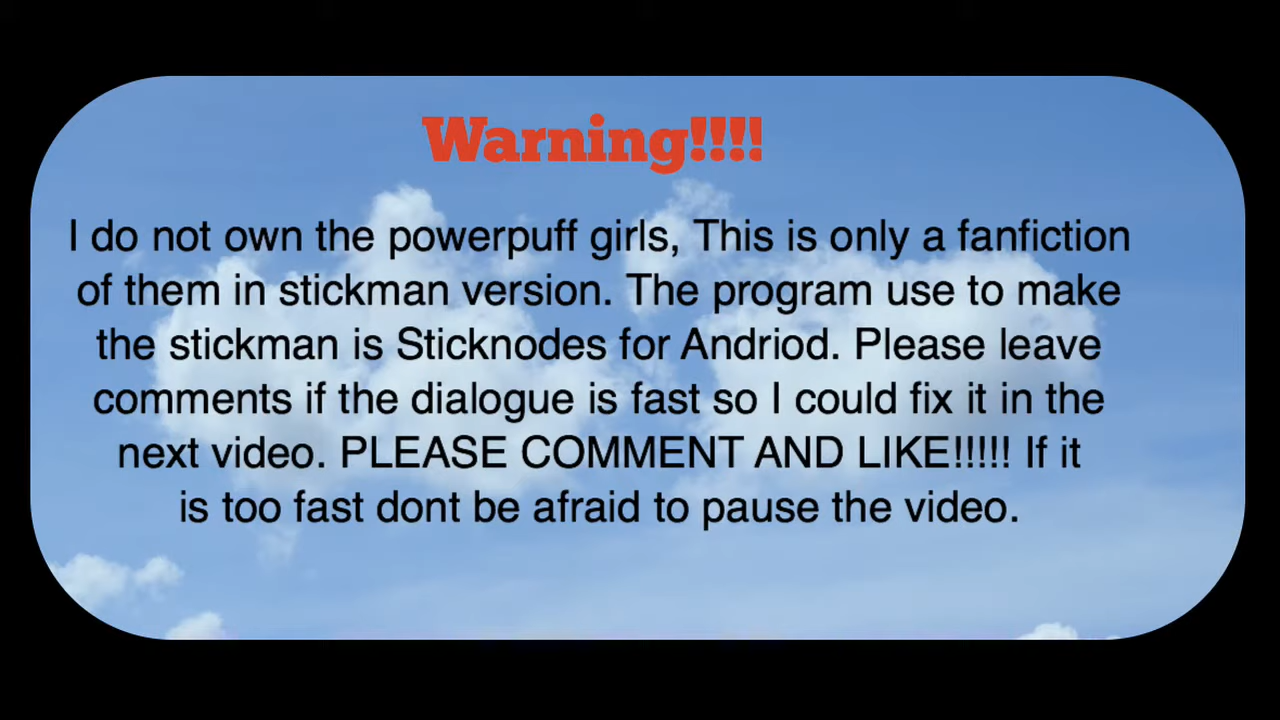 Warning!!!!
I do not own the powerpuff girls, This is only a fanfiction
of them in stickman version. The program use to make
the stickman is Sticknodes for Andriod. Please leave
comments if the dialogue is fast so I could fix it in the
next video. PLEASE COMMENT AND LIKE!!!!! If it
is too fast dont be afraid to pause the video.